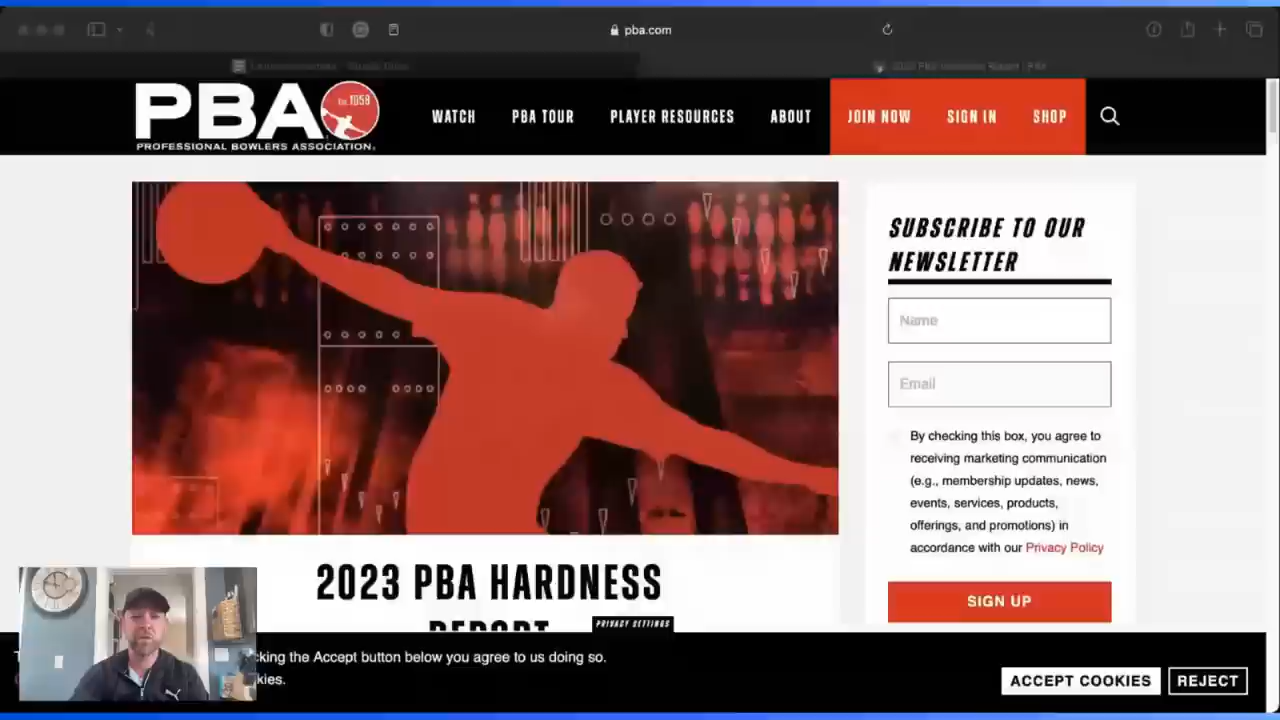 pba.com
PBA
est. 1958
PROFESSIONAL BOWLERS ASSOCIATION
WATCH
PBA TOUR
PLAYER RESOURCES
ABOUT
JOIN NOW
SIGN IN
SHOP
SUBSCRIBE TO OUR
NEWSLETTER
Name
Email
By checking this box, you agree to
receiving marketing communication
(e.g., membership updates, news,
events, services, products,
offerings, and promotions) in
accordance with our Privacy Policy
SIGN UP
2023 PBA HARDNESS
REPORT
PRIVACY SETTINGS
cking the Accept button below you agree to us doing so.
kies.
ACCEPT COOKIES
REJECT